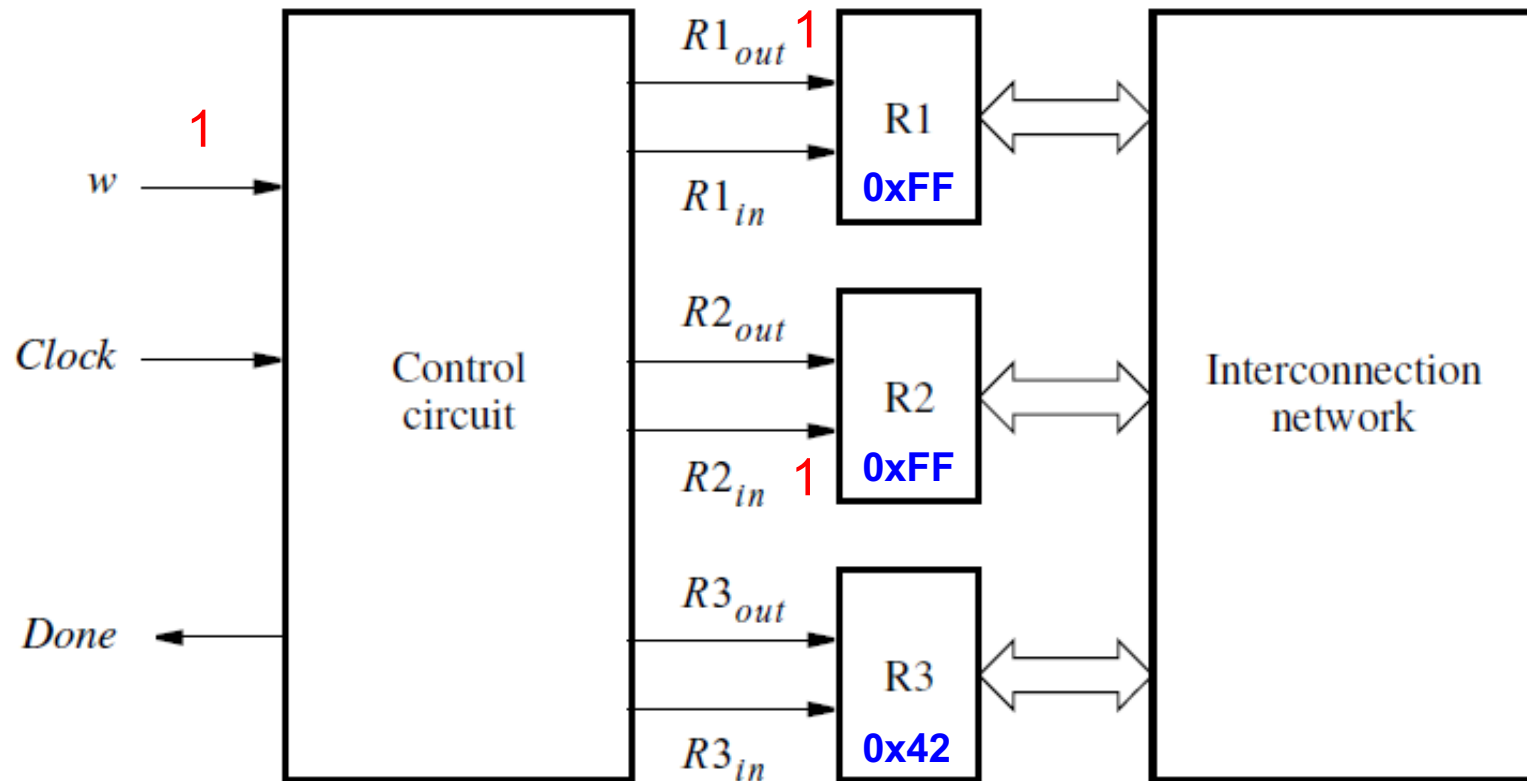 R1out 1
1
w
R1
R1in
0xFF
R2out
Clock
Control
circuit
R2
Interconnection
network
R2in 1
0xFF
R3out
Done
R3
R3in
0x42